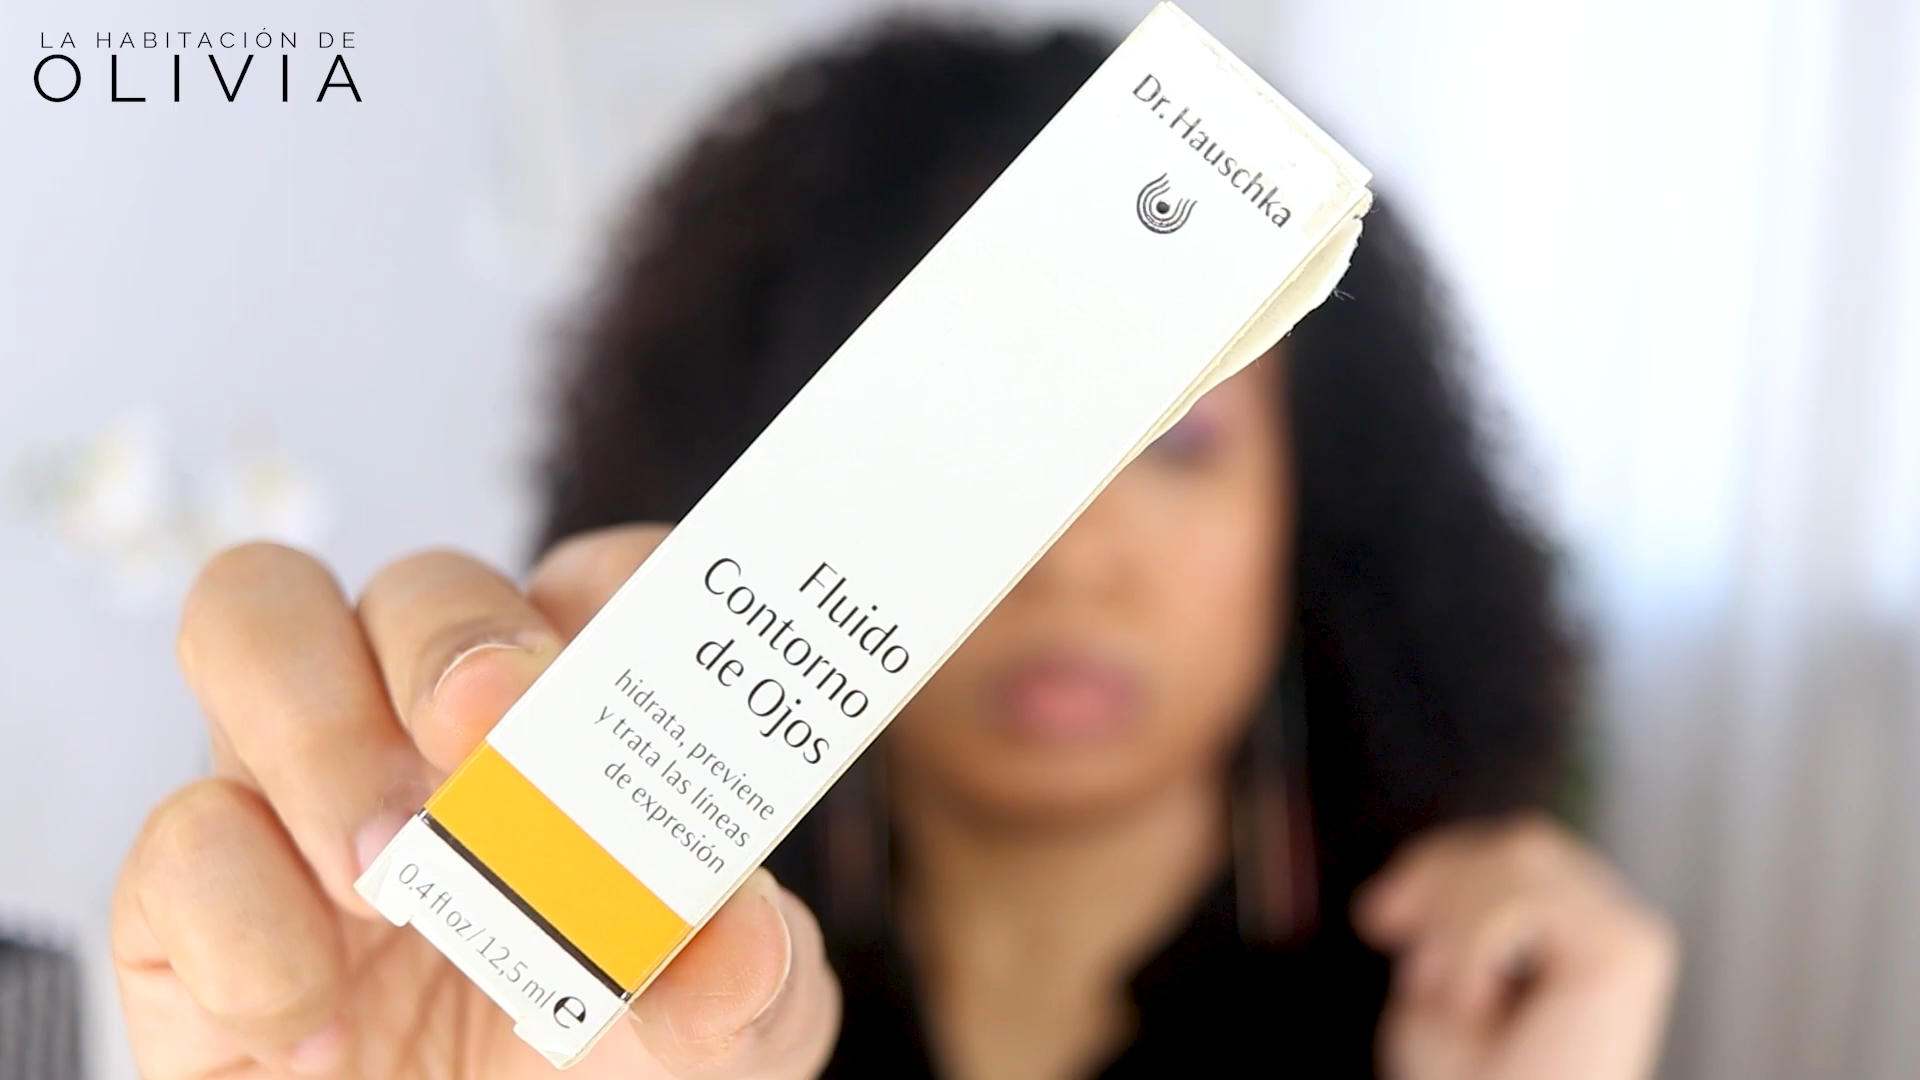 LA HABITACIÓN DE
OLIVIA
Dr. Hauschka
Fluido
Contorno
de Ojos
hidrata, previene
y trata las líneas
de expresión
0.4 fl oz / 12,5 ml e